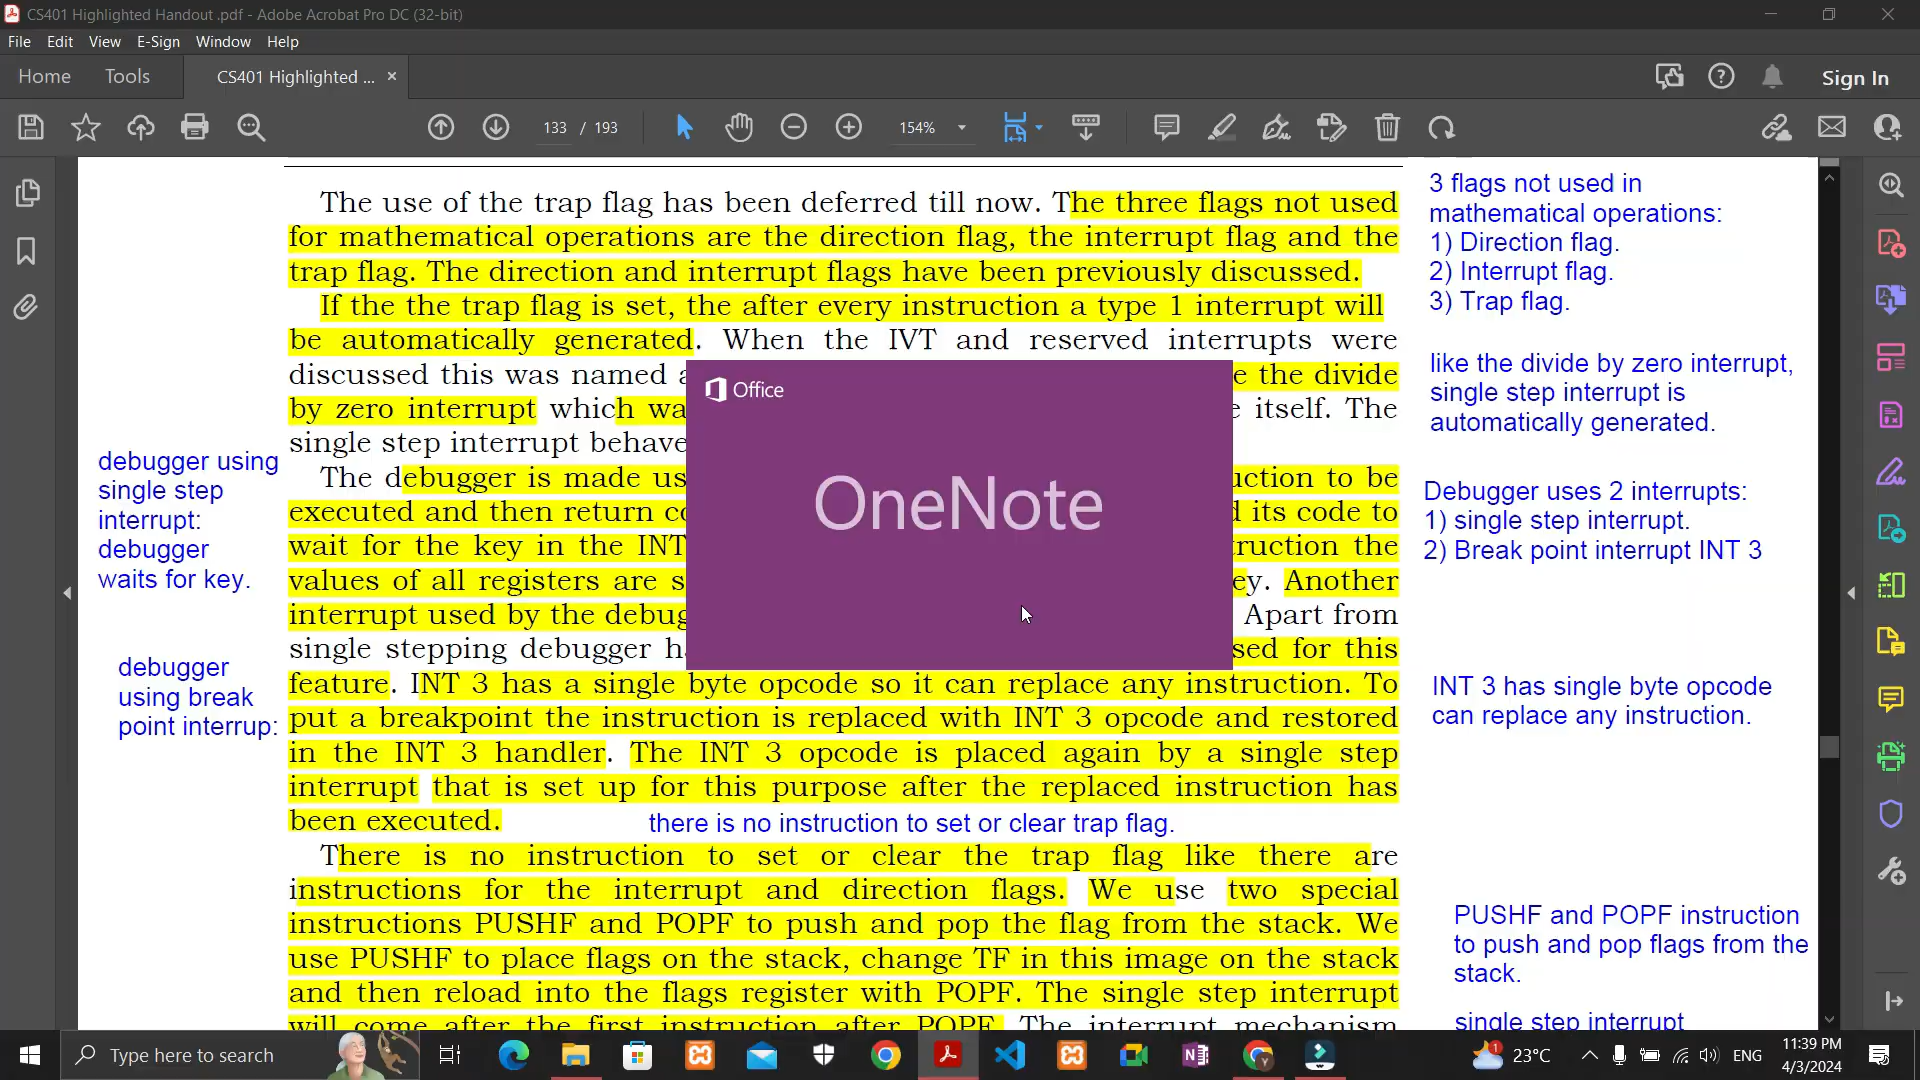 CS401 Highlighted Handout .pdf - Adobe Acrobat Pro DC (32-bit)
File Edit View E-Sign Window Help
Home Tools CS401 Highlighted ... × Sign In
133 / 193 154%
The use of the trap flag has been deferred till now. The three flags not used
for mathematical operations are the direction flag, the interrupt flag and the
trap flag. The direction and interrupt flags have been previously discussed.
If the the trap flag is set, the after every instruction a type 1 interrupt will
be automatically generated. When the IVT and reserved interrupts were
discussed this was named e the divide
by zero interrupt which wa e itself. The
single step interrupt behave
The debugger is made us uction to be
executed and then return co d its code to
wait for the key in the INT truction the
values of all registers are s ey. Another
interrupt used by the debug Apart from
single stepping debugger h sed for this
feature. INT 3 has a single byte opcode so it can replace any instruction. To
put a breakpoint the instruction is replaced with INT 3 opcode and restored
in the INT 3 handler. The INT 3 opcode is placed again by a single step
interrupt that is set up for this purpose after the replaced instruction has
been executed.
there is no instruction to set or clear trap flag.
There is no instruction to set or clear the trap flag like there are
instructions for the interrupt and direction flags. We use two special
instructions PUSHF and POPF to push and pop the flag from the stack. We
use PUSHF to place flags on the stack, change TF in this image on the stack
and then reload into the flags register with POPF. The single step interrupt
will come after the first instruction after POPF. The interrupt mechanism
Office
OneNote
debugger using
single step
interrupt:
debugger
waits for key.
debugger
using break
point interrup:
3 flags not used in
mathematical operations:
1) Direction flag.
2) Interrupt flag.
3) Trap flag.
like the divide by zero interrupt,
single step interrupt is
automatically generated.
Debugger uses 2 interrupts:
1) single step interrupt.
2) Break point interrupt INT 3
INT 3 has single byte opcode
can replace any instruction.
PUSHF and POPF instruction
to push and pop flags from the
stack.
single step interrupt
Type here to search
1
23°C
ENG
11:39 PM
4/3/2024